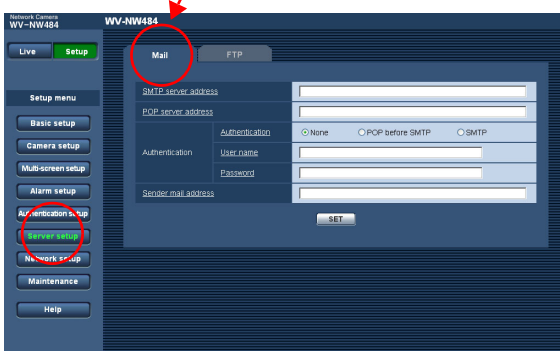 Network Camera
WV-NW484
WV-NW484
Live Setup
Mail FTP
Setup menu
Basic setup
Camera setup
Multi-screen setup
Alarm setup
Authentication setup
Server setup
Network setup
Maintenance
Help
SMTP server address
POP server address
Authentication
Authentication None POP before SMTP SMTP
User name
Password
Sender mail address
SET